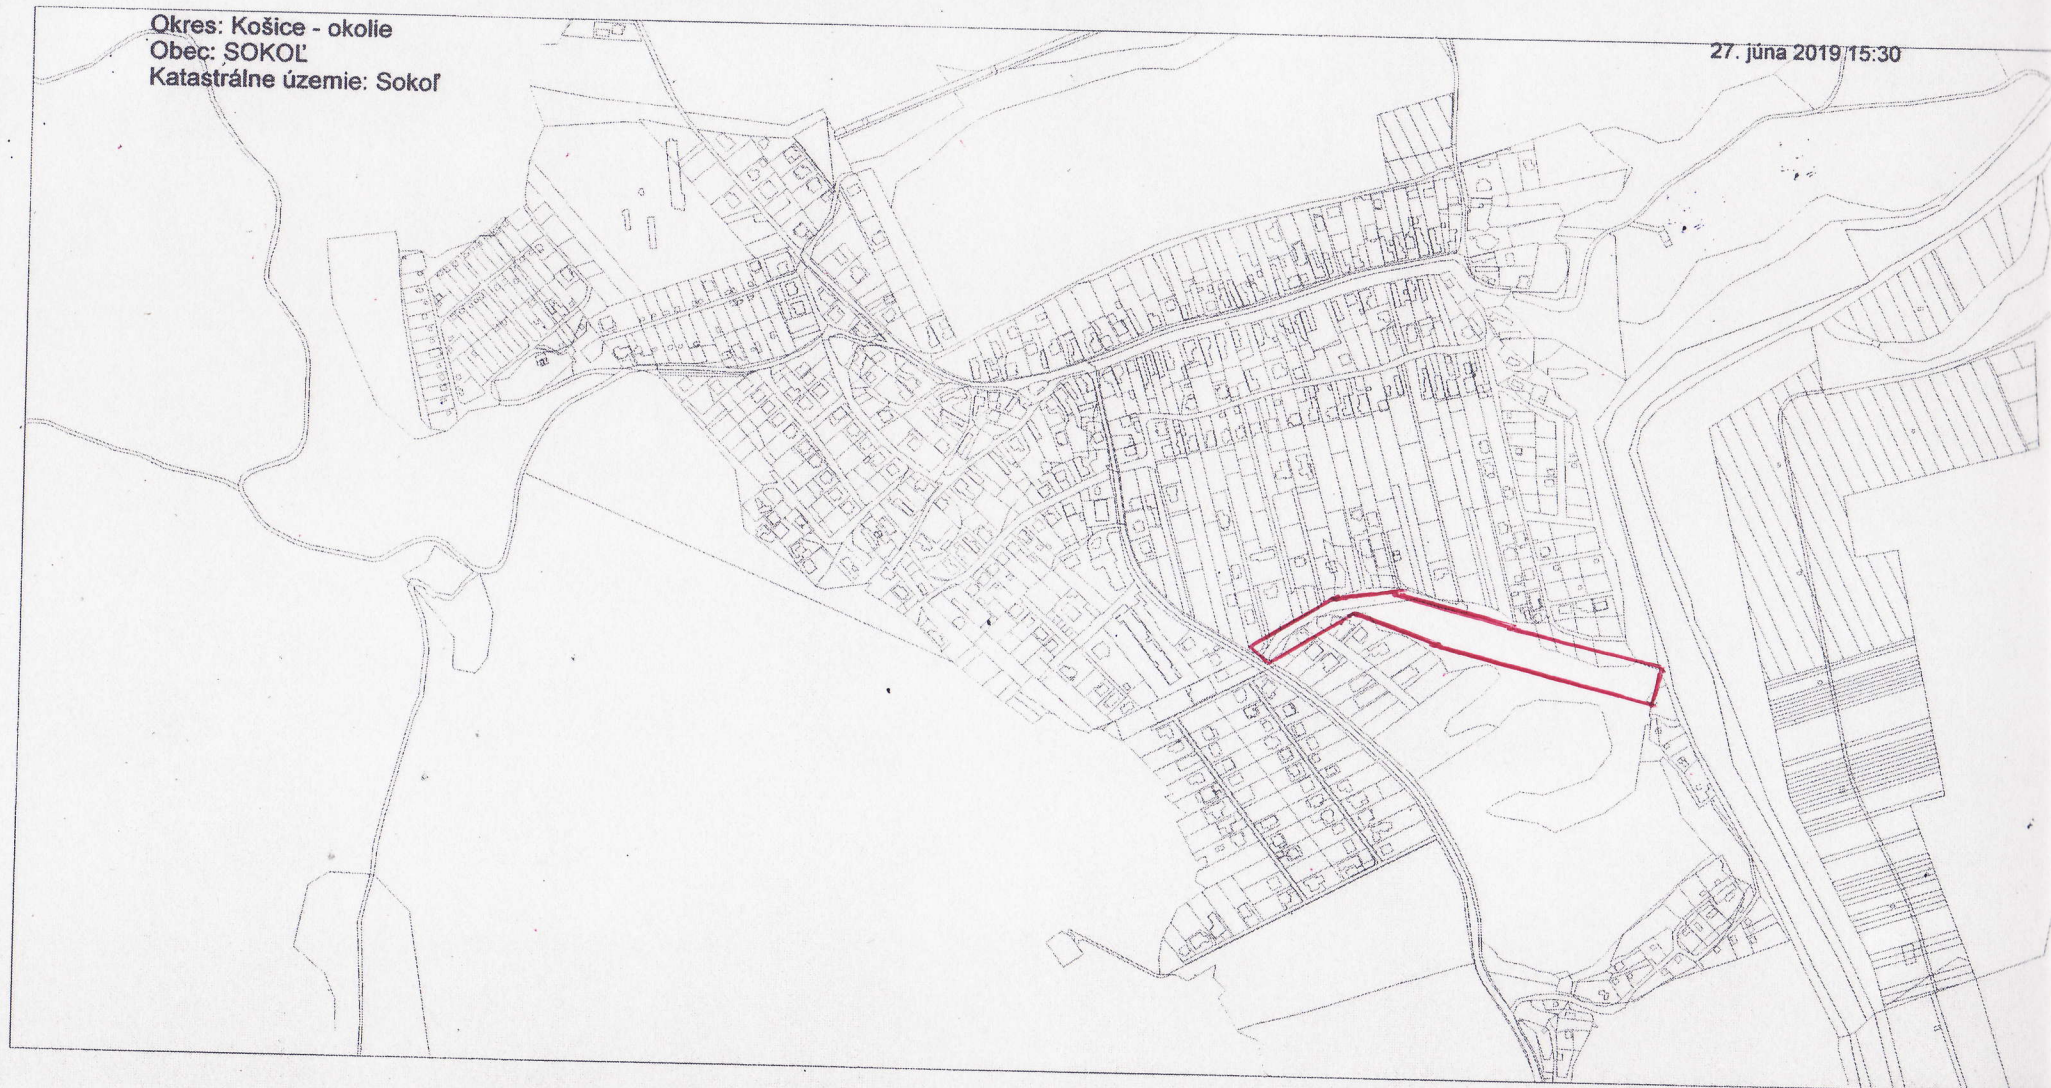 Okres: Košice - okolie
Obec: SOKOĽ
Katastrálne územie: Sokoľ
27. júna 2019 15:30